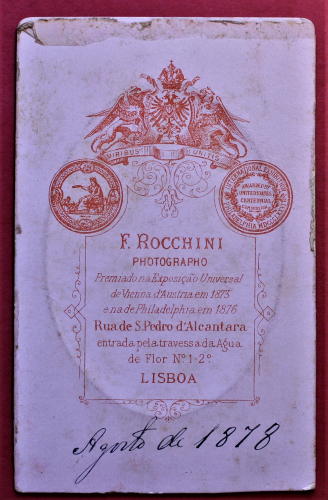 VIRIBUS UNITIS
F. ROCCHINI
PHOTOGRAPHO
Premiado na Exposição Universal
de Vienna d'Austria em 1873
e na de Philadelphia em 1876
Rua de S. Pedro d'Alcantara
entrada pela travessa da Agua
de Flor Nº 1-2º
LISBOA
Agosto de 1878